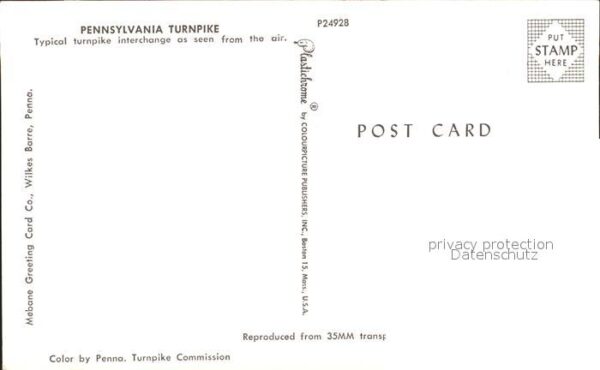 PENNSYLVANIA TURNPIKE
Typical turnpike interchange as seen from the air.
P24928
PUT
STAMP
HERE
Mebane Greeting Card Co., Wilkes Barre, Penna.
Plastichrome ® by COLOURPICTURE PUBLISHERS, INC., Boston 15, Mass., U.S.A.
POST CARD
privacy protection
Datenschutz
Reproduced from 35MM transp
Color by Penna. Turnpike Commission